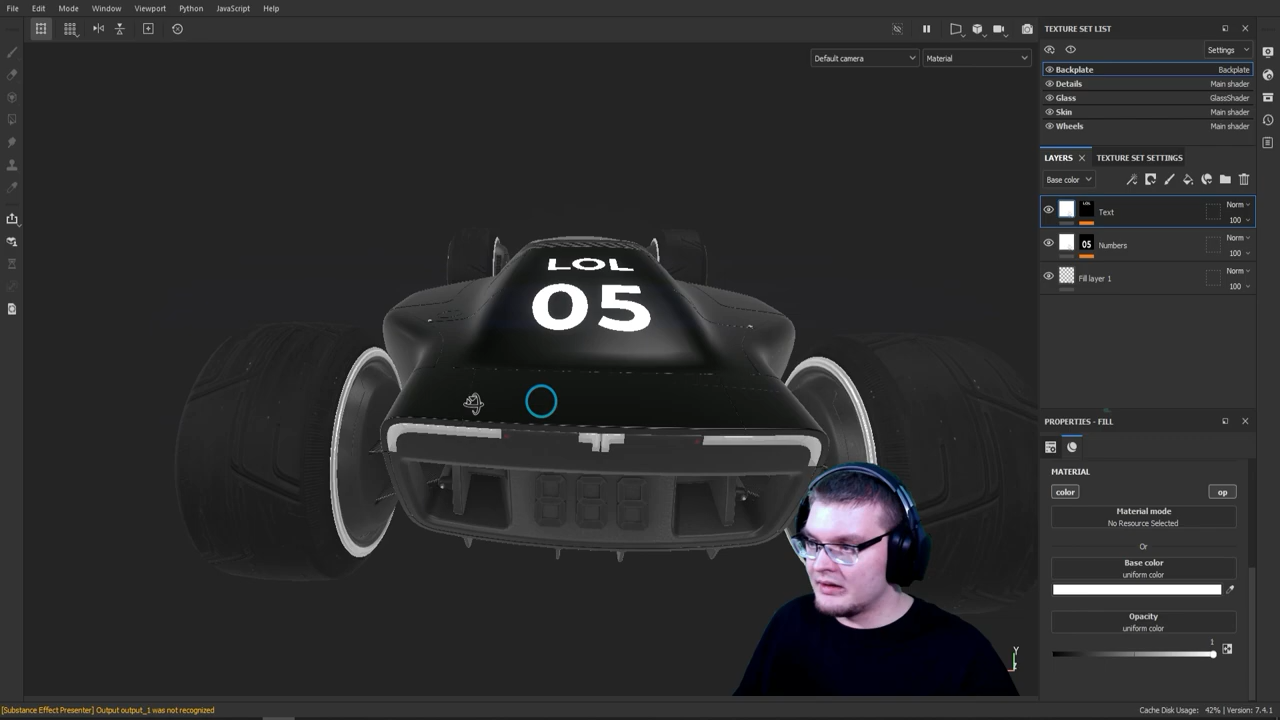 File Edit Mode Window Viewport Python JavaScript Help
Default camera
Material
TEXTURE SET LIST
Settings
Backplate Backplate
Details Main shader
Glass GlassShader
Skin Main shader
Wheels Main shader
LAYERS TEXTURE SET SETTINGS
Base color
LOL Text Norm
100
05 Numbers Norm
100
Fill layer 1 Norm
100
LOL
05
888
PROPERTIES - FILL
MATERIAL
color op
Material mode
No Resource Selected
Or
Base color
uniform color
Opacity
uniform color
1
Y
[Substance Effect Presenter] Output output_1 was not recognized
Cache Disk Usage: 42% | Version: 7.4.1